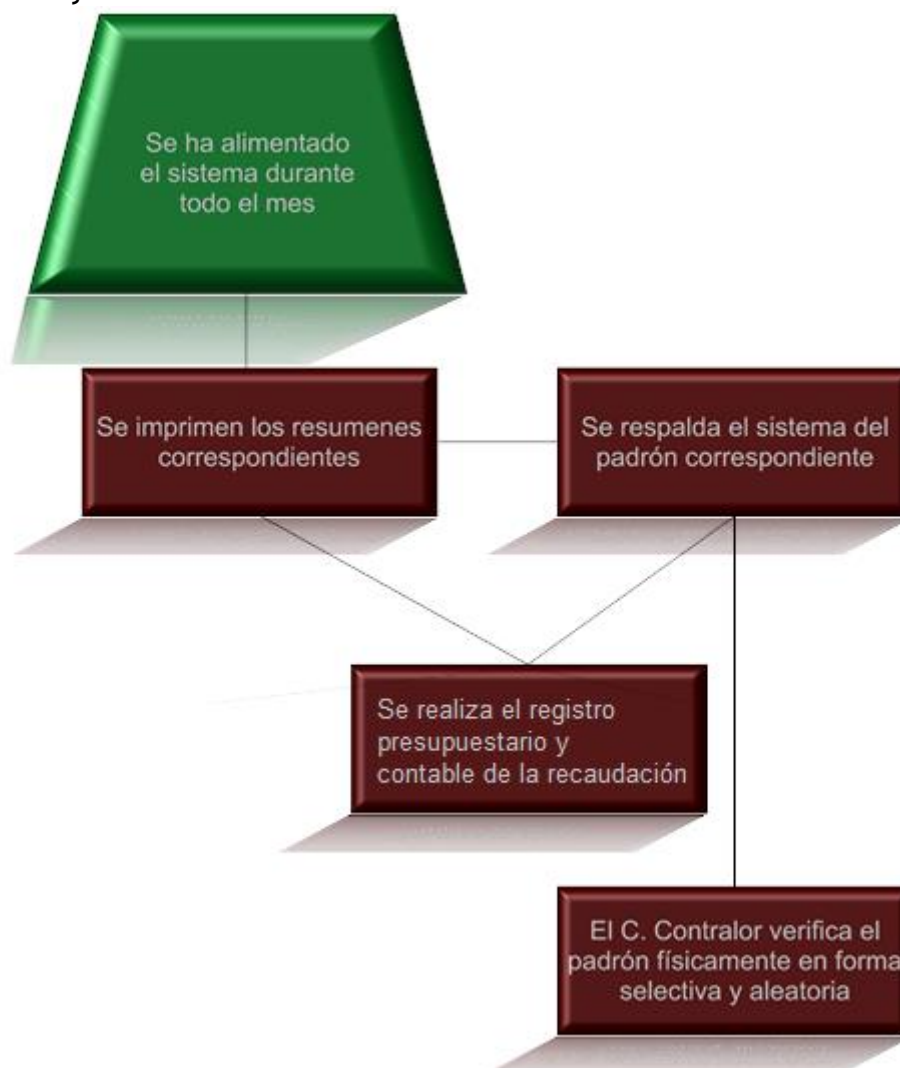 Se ha alimentado
el sistema durante
todo el mes
Se imprimen los resumenes
correspondientes
Se respalda el sistema del
padrón correspondiente
Se realiza el registro
presupuestario y
contable de la recaudación
El C. Contralor verifica el
padrón físicamente en forma
selectiva y aleatoria